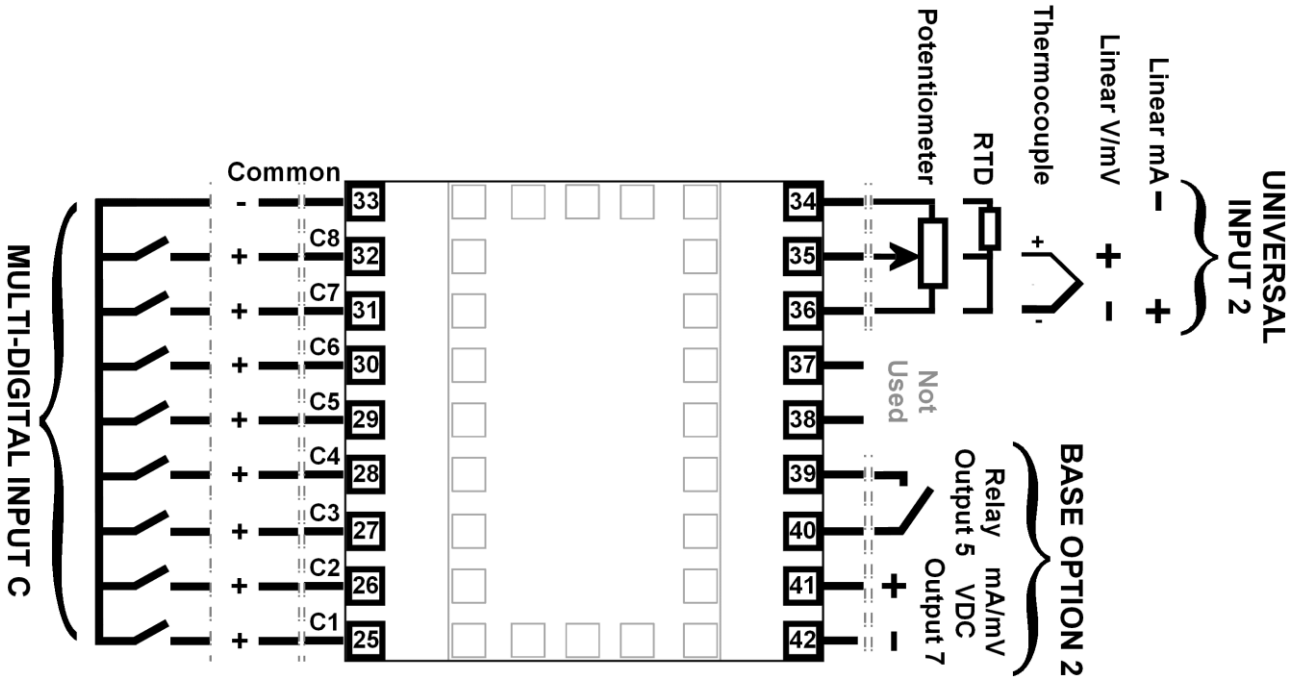 UNIVERSAL
INPUT 2
Linear mA
-
+
Linear V/mV
+
-
Thermocouple
+
-
RTD
Potentiometer
Common
-
33
34
C8
+
32
35
C7
+
31
36
C6
+
30
37
Not
Used
C5
+
29
38
C4
+
28
39
C3
+
27
40
C2
+
26
41
+
C1
+
25
42
-
BASE OPTION 2
Relay
Output 5
mA/mV
VDC
Output 7
MULTI-DIGITAL INPUT C